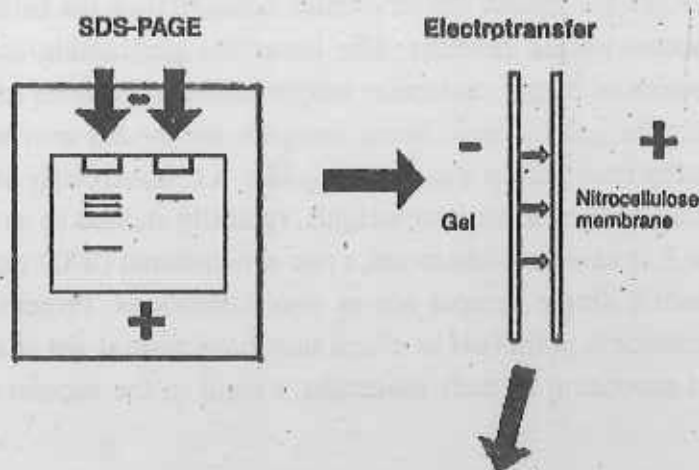 SDS-PAGE
Electrotransfer
-
-
+
Gel
Nitrocellulose
membrane
+